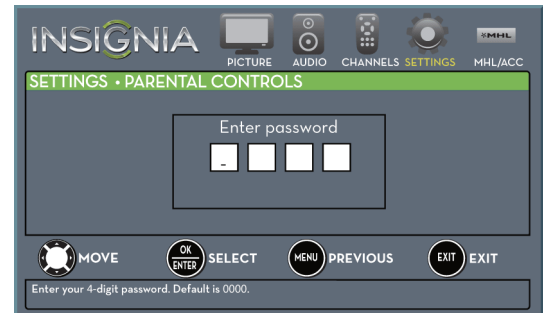 INSIGNIA
PICTURE AUDIO CHANNELS SETTINGS MHL/ACC
MHL
SETTINGS • PARENTAL CONTROLS
Enter password
_
MOVE OK ENTER SELECT MENU PREVIOUS EXIT EXIT
Enter your 4-digit password. Default is 0000.